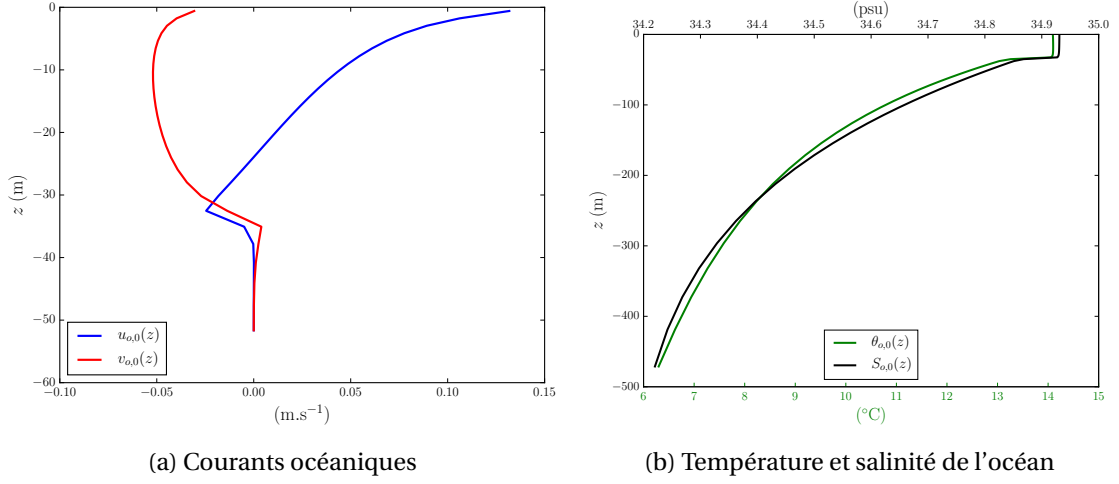 0
−10
−20
−30
−40
−50
−60
z (m)
−0.10 −0.05 0.00 0.05 0.10 0.15
(m.s⁻¹)
u_{o,0}(z)
v_{o,0}(z)
(a) Courants océaniques
(psu)
34.2 34.3 34.4 34.5 34.6 34.7 34.8 34.9 35.0
0
−100
−200
−300
−400
−500
z (m)
θ_{o,0}(z)
S_{o,0}(z)
6 7 8 9 10 11 12 13 14 15
(°C)
(b) Température et salinité de l'océan